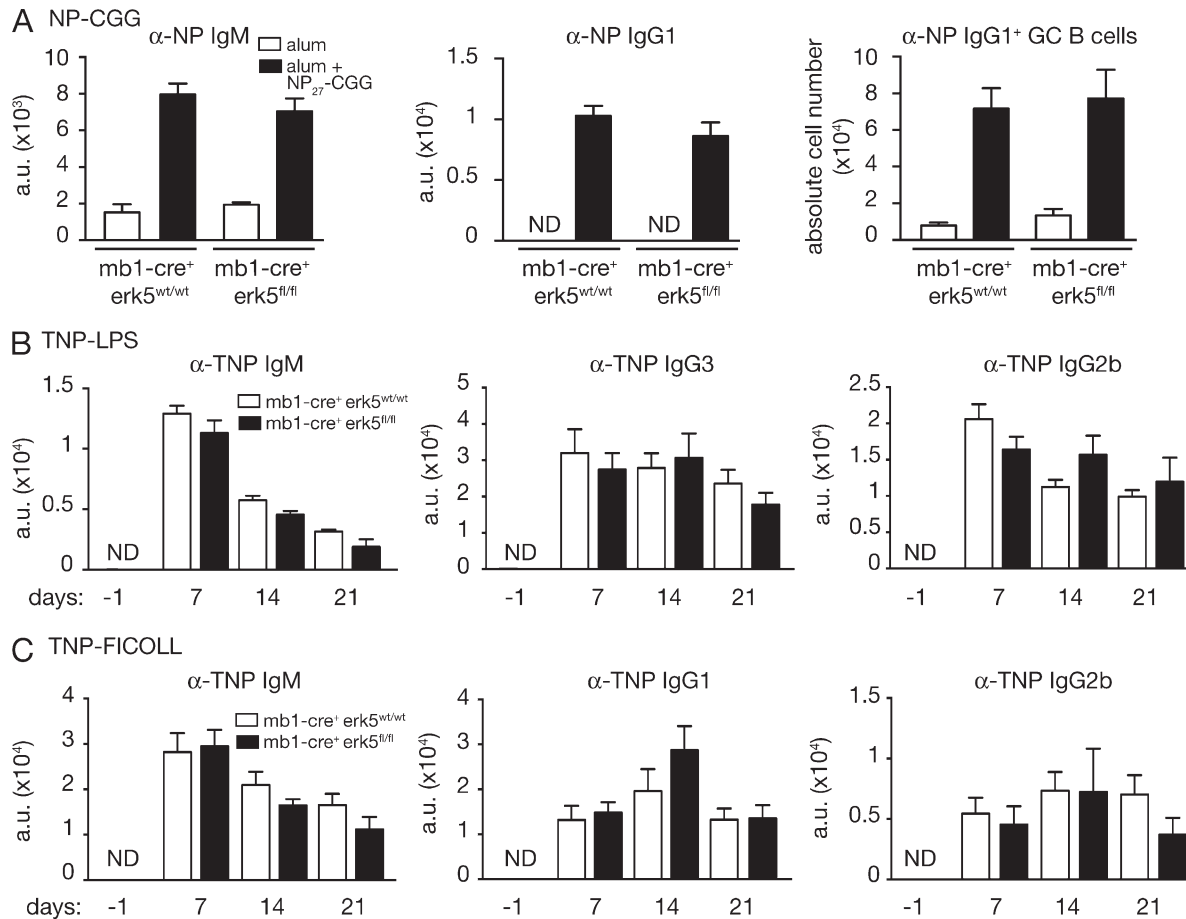 A NP-CGG
α-NP IgM
alum
alum +
NP27-CGG
a.u. (x10³)
10
8
6
4
2
0
mb1-cre⁺
erk5wt/wt
mb1-cre⁺
erk5fl/fl
α-NP IgG1
a.u. (x10⁴)
1.5
1
0.5
0
ND
ND
mb1-cre⁺
erk5wt/wt
mb1-cre⁺
erk5fl/fl
α-NP IgG1⁺ GC B cells
absolute cell number
(x10⁴)
10
8
6
4
2
0
mb1-cre⁺
erk5wt/wt
mb1-cre⁺
erk5fl/fl
B TNP-LPS
α-TNP IgM
mb1-cre⁺ erk5wt/wt
mb1-cre⁺ erk5fl/fl
a.u. (x10⁴)
1.5
1
0.5
0
ND
days: -1 7 14 21
α-TNP IgG3
a.u. (x10⁴)
5
4
3
2
1
0
ND
-1 7 14 21
α-TNP IgG2b
a.u. (x10⁴)
2.5
2
1.5
1
0.5
0
ND
-1 7 14 21
C TNP-FICOLL
α-TNP IgM
mb1-cre⁺ erk5wt/wt
mb1-cre⁺ erk5fl/fl
a.u. (x10⁴)
4
3
2
1
0
ND
days: -1 7 14 21
α-TNP IgG1
a.u. (x10⁴)
4
3
2
1
0
ND
-1 7 14 21
α-TNP IgG2b
a.u. (x10⁴)
1
0.5
0
ND
-1 7 14 21